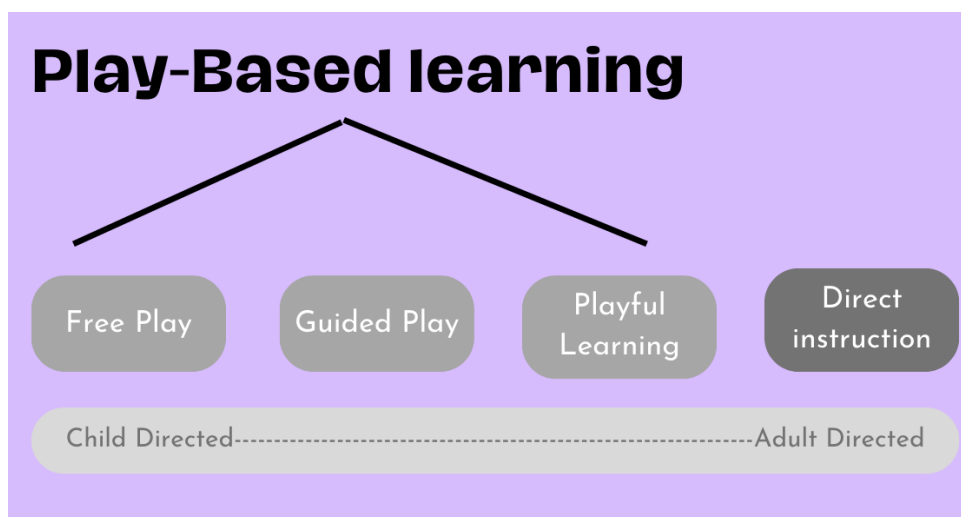 Play-Based learning
Free Play
Guided Play
Playful
Learning
Direct
instruction
Child Directed------------------------------------------------------------------Adult Directed